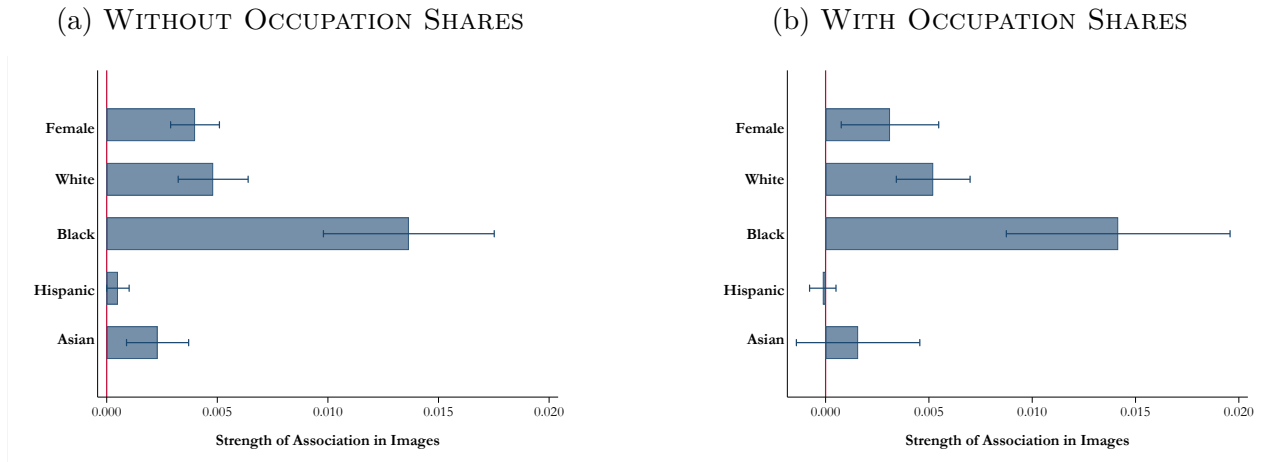 (a) WITHOUT OCCUPATION SHARES
Female
White
Black
Hispanic
Asian
0.000 0.005 0.010 0.015 0.020
Strength of Association in Images
(b) WITH OCCUPATION SHARES
Female
White
Black
Hispanic
Asian
0.000 0.005 0.010 0.015 0.020
Strength of Association in Images